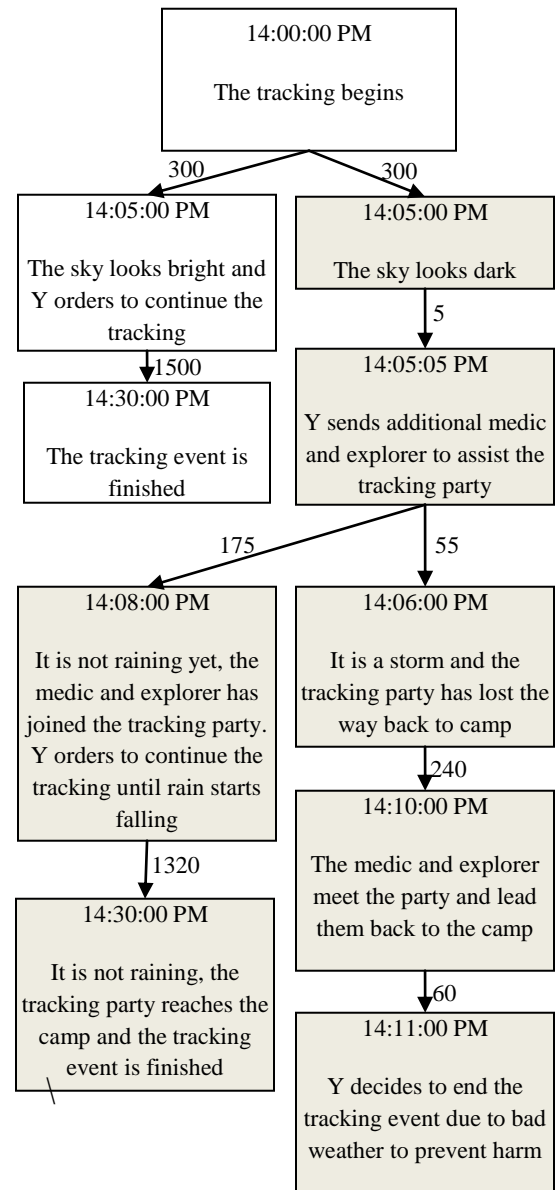 14:00:00 PM
The tracking begins
300
300
14:05:00 PM
The sky looks bright and
Y orders to continue the
tracking
14:05:00 PM
The sky looks dark
5
1500
14:30:00 PM
The tracking event is
finished
14:05:05 PM
Y sends additional medic
and explorer to assist the
tracking party
175
55
14:08:00 PM
It is not raining yet, the
medic and explorer has
joined the tracking party.
Y orders to continue the
tracking until rain starts
falling
14:06:00 PM
It is a storm and the
tracking party has lost the
way back to camp
240
14:10:00 PM
The medic and explorer
meet the party and lead
them back to the camp
1320
14:30:00 PM
It is not raining, the
tracking party reaches the
camp and the tracking
event is finished
60
14:11:00 PM
Y decides to end the
tracking event due to bad
weather to prevent harm